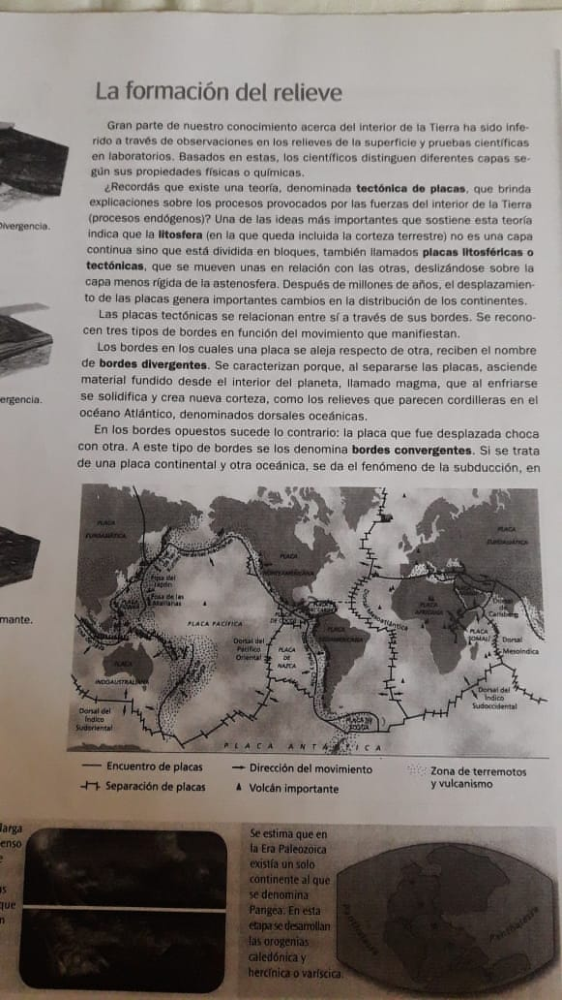 La formación del relieve
Gran parte de nuestro conocimiento acerca del interior de la Tierra ha sido infe-
rido a través de observaciones en los relieves de la superficie y pruebas científicas
en laboratorios. Basados en estas, los científicos distinguen diferentes capas se-
gún sus propiedades físicas o químicas.
¿Recordás que existe una teoría, denominada tectónica de placas, que brinda
explicaciones sobre los procesos provocados por las fuerzas del interior de la Tierra
(procesos endógenos)? Una de las ideas más importantes que sostiene esta teoría
indica que la litosfera (en la que queda incluida la corteza terrestre) no es una capa
continua sino que está dividida en bloques, también llamados placas litosféricas o
tectónicas, que se mueven unas en relación con las otras, deslizándose sobre la
capa menos rígida de la astenosfera. Después de millones de años, el desplazamien-
to de las placas genera importantes cambios en la distribución de los continentes.
Las placas tectónicas se relacionan entre sí a través de sus bordes. Se recono-
cen tres tipos de bordes en función del movimiento que manifiestan.
Los bordes en los cuales una placa se aleja respecto de otra, reciben el nombre
de bordes divergentes. Se caracterizan porque, al separarse las placas, asciende
material fundido desde el interior del planeta, llamado magma, que al enfriarse
se solidifica y crea nueva corteza, como los relieves que parecen cordilleras en el
océano Atlántico, denominados dorsales oceánicas.
En los bordes opuestos sucede lo contrario: la placa que fue desplazada choca
con otra. A este tipo de bordes se los denomina bordes convergentes. Si se trata
de una placa continental y otra oceánica, se da el fenómeno de la subducción, en
Divergencia.
ergencia.
mante.
PLACA
EUROASIÁTICA
PLACA
NORTEAMERICANA
PLACA
EUROASIÁTICA
Fosa del
Japón
Fosa de las
Marianas
PLACA PACÍFICA
PLACA
DE COCOS
PLACA
SUDAMERICANA
Dorsal Mesoatlántica
PLACA
AFRICANA
Dorsal
de
Carlsberg
PLACA
SOMALÍ
Dorsal
Mesoíndica
Dorsal del
Pacífico
Oriental
PLACA
DE
NAZCA
PLACA
INDOAUSTRALIANA
Dorsal del
Índico
Sudoriental
Dorsal del
Índico
Sudoccidental
PLACA DE
SCOTIA
PLACA ANTÁRTICA
Encuentro de placas
Separación de placas
Dirección del movimiento
Volcán importante
Zona de terremotos
y vulcanismo
larga
enso
e
que
n
Se estima que en
la Era Paleozoica
existía un solo
continente al que
se denomina
Pangea. En esta
etapa se desarrollan
las orogenias
caledónica y
hercínica o varíscica.
Panthalassa
Panthalassa